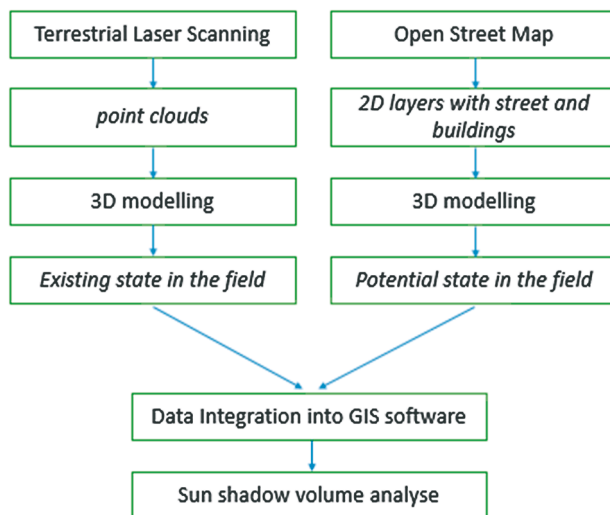 Terrestrial Laser Scanning
Open Street Map
point clouds
2D layers with street and
buildings
3D modelling
3D modelling
Existing state in the field
Potential state in the field
Data Integration into GIS software
Sun shadow volume analyse